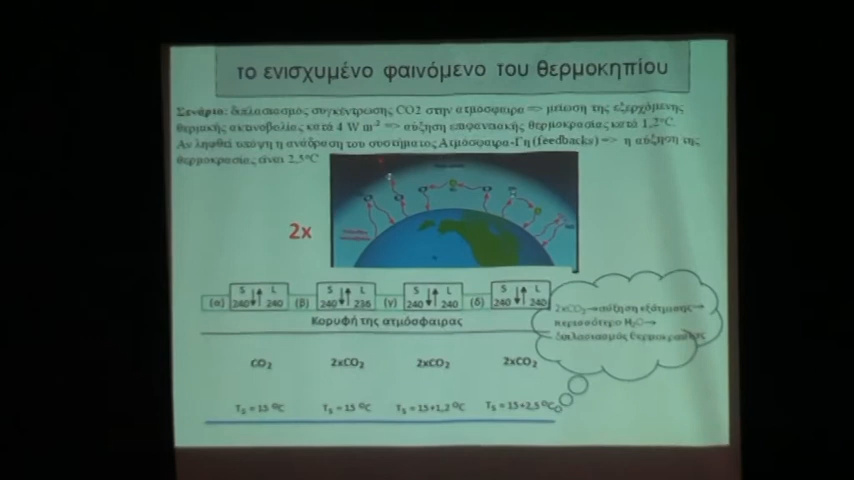 το ενισχυμένο φαινόμενο του θερμοκηπίου
Σενάριο: διπλασιασμος συγκέντρωσης CO2 στην ατμόσφαιρα => μείωση της εξερχόμενης
θερμικής ακτινοβολίας κατά 4 W m⁻² => αύξηση επιφανειακής θερμοκρασίας κατά 1,2°C.
Αν ληφθεί υπόψη η ανάδραση του συστήματος Ατμόσφαιρα-Γη (feedbacks) => η αύξηση της
θερμοκρασίας είναι 2,5°C
2x
S L S L S L S L
(α) 240 240 (β) 240 236 (γ) 240 240 (δ) 240 240
Κορυφή της ατμόσφαιρας
2xCO₂→αύξηση εξάτμισης→
περισσότερο H₂O→
διπλασιασμός θερμοκρασίας
CO₂ 2xCO₂ 2xCO₂ 2xCO₂
Tₛ = 15 °C Tₛ = 15 °C Tₛ = 15+1,2 °C Tₛ = 15+2,5 °C